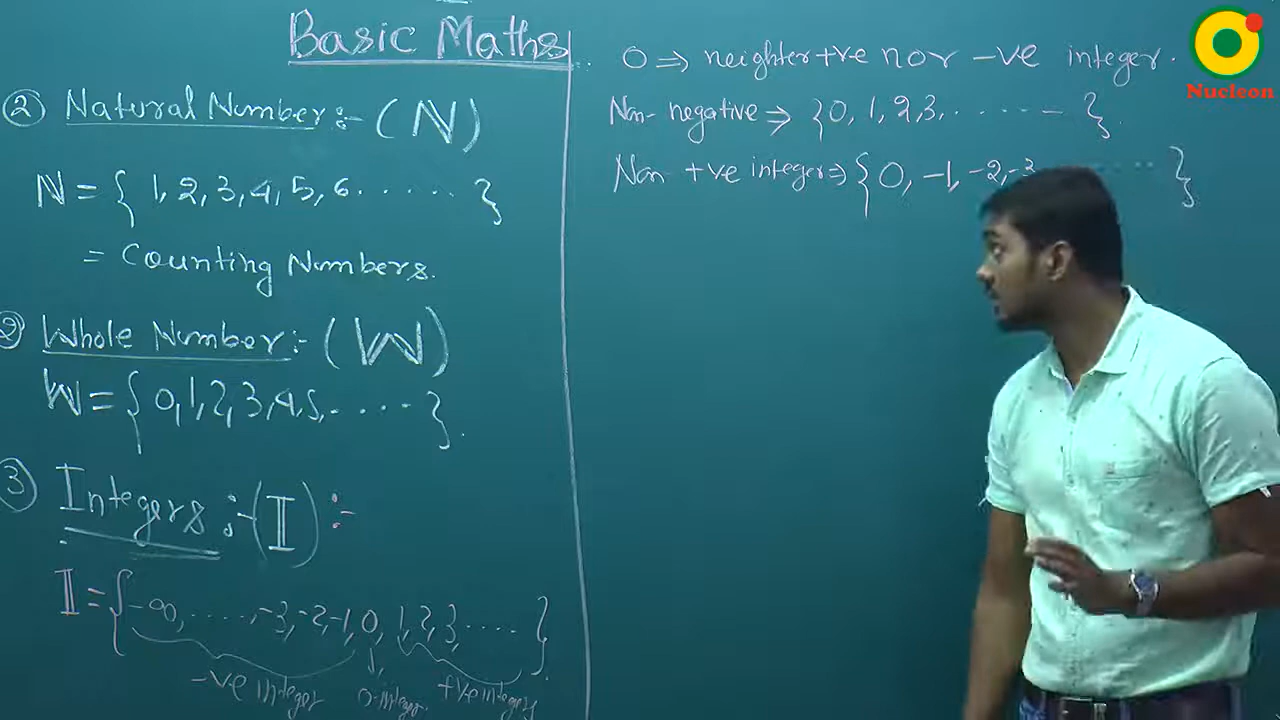 Basic Maths
② Natural Number :- (N)
N = { 1, 2, 3, 4, 5, 6 . . . . . . }
= Counting Numbers.
② Whole Number :- (W)
W = { 0, 1, 2, 3, 4, 5, . . . . . }.
③ Integers :- (I) :-
I = { -∞, . . . . . , -3, -2, -1, 0, 1, 2, 3, . . . . . }
-ve integer 0-integer. +ve integer
0 ⇒ neighter +ve nor -ve integer.
Non-negative ⇒ { 0, 1, 2, 3, . . . . . . - }
Non +ve integer ⇒ { 0, -1, -2, -3 . . . . }
Nucleon